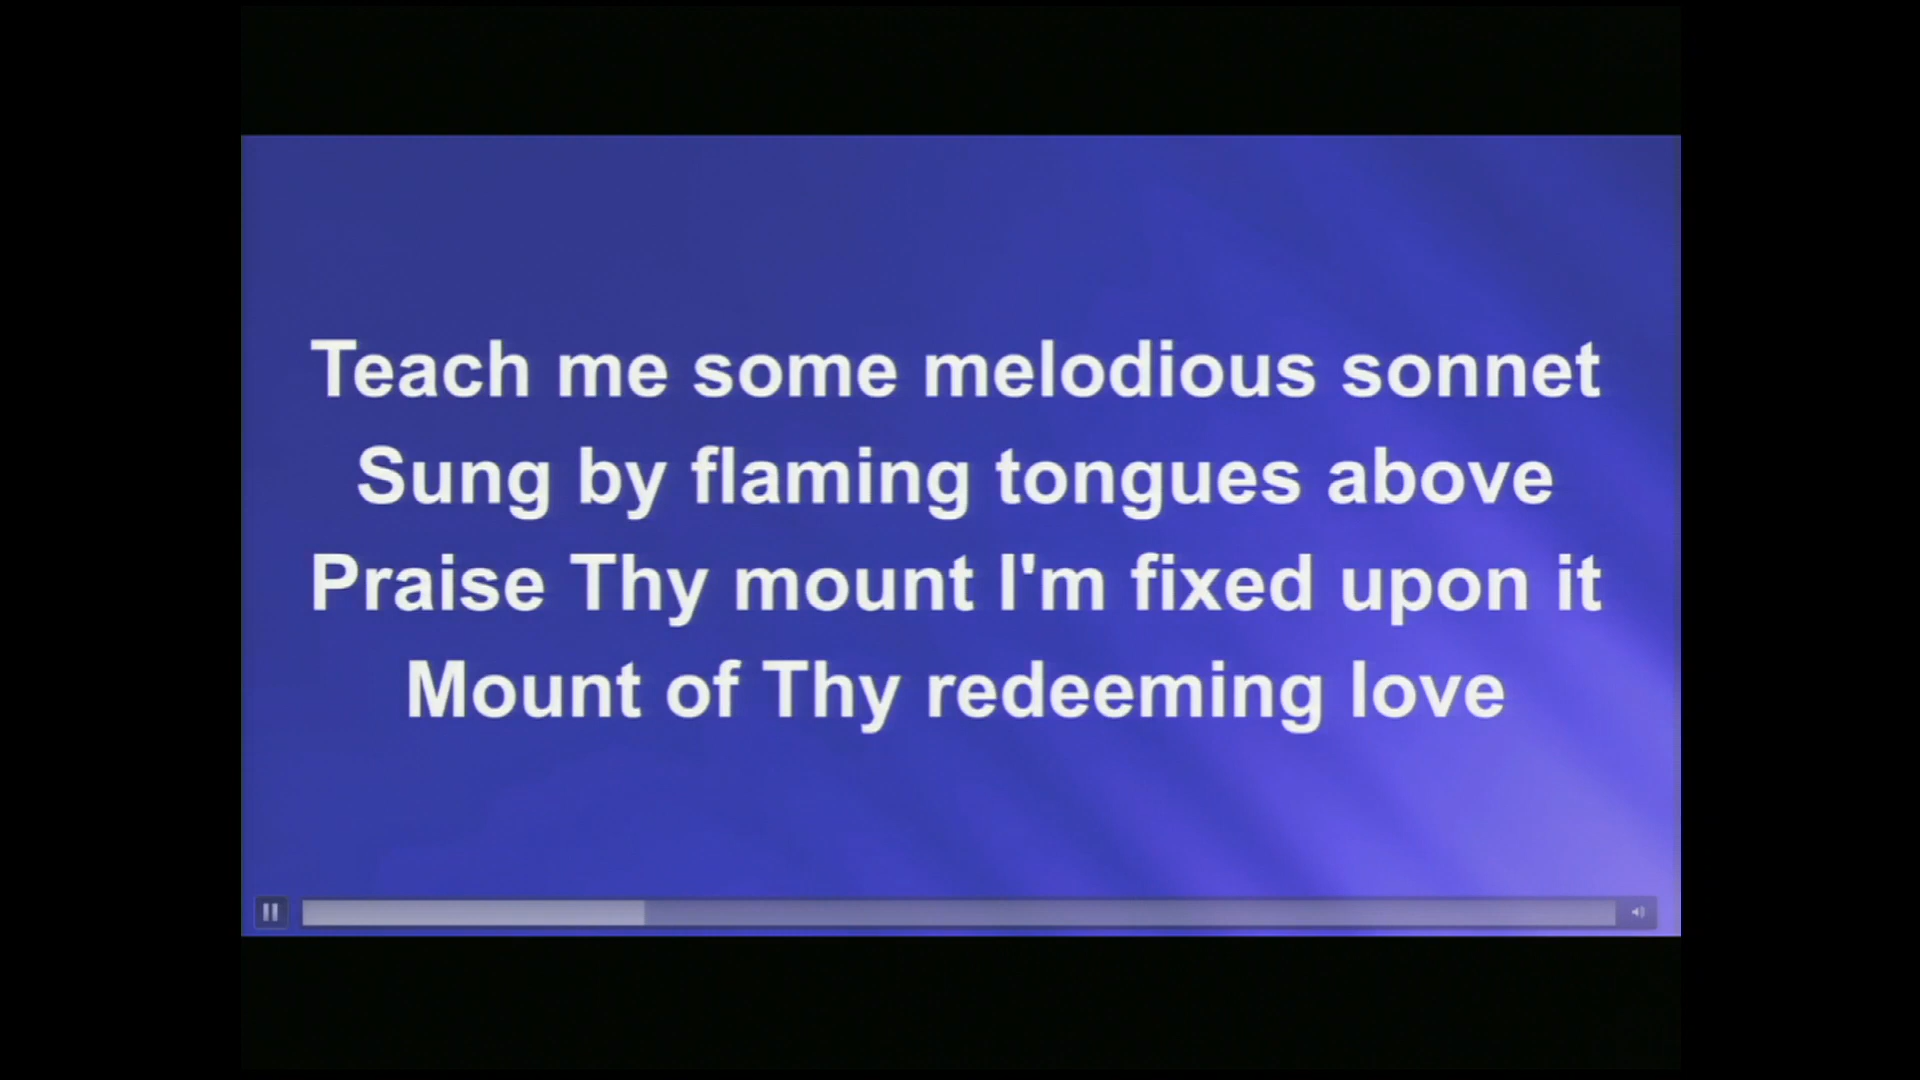 Teach me some melodious sonnet
Sung by flaming tongues above
Praise Thy mount I'm fixed upon it
Mount of Thy redeeming love